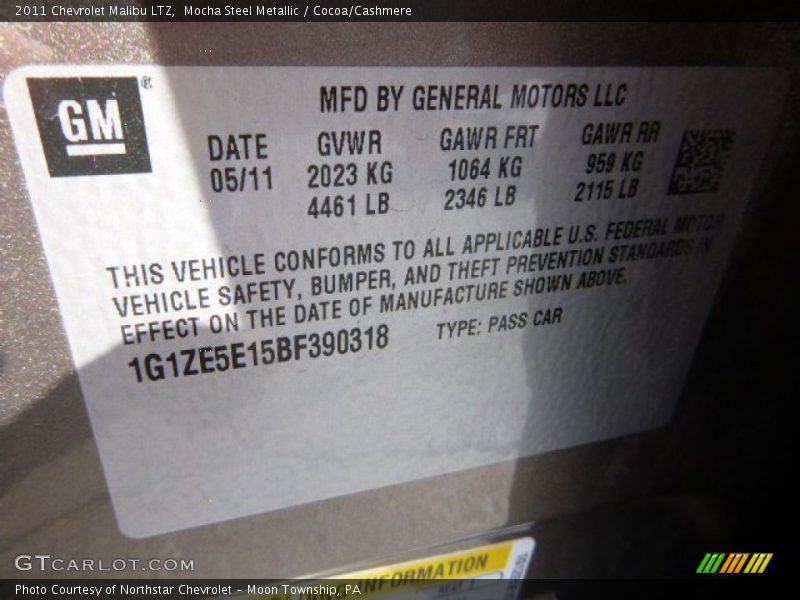 2011 Chevrolet Malibu LTZ, Mocha Steel Metallic / Cocoa/Cashmere
GM ®
MFD BY GENERAL MOTORS LLC
DATE GVWR GAWR FRT GAWR RR
05/11 2023 KG 1064 KG 959 KG
4461 LB 2346 LB 2115 LB
THIS VEHICLE CONFORMS TO ALL APPLICABLE U.S. FEDERAL MOTOR
VEHICLE SAFETY, BUMPER, AND THEFT PREVENTION STANDARDS IN
EFFECT ON THE DATE OF MANUFACTURE SHOWN ABOVE.
1G1ZE5E15BF390318 TYPE: PASS CAR
INFORMATION
GTCARLOT.COM
Photo Courtesy of Northstar Chevrolet - Moon Township, PA